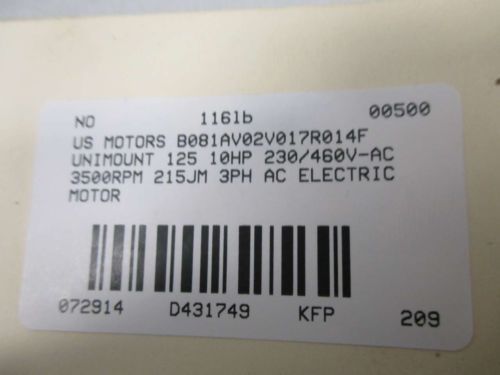 NO 116lb 00500
US MOTORS B081AV02V017R014F
UNIMOUNT 125 10HP 230/460V-AC
3500RPM 215JM 3PH AC ELECTRIC
MOTOR
072914 D431749 KFP 209